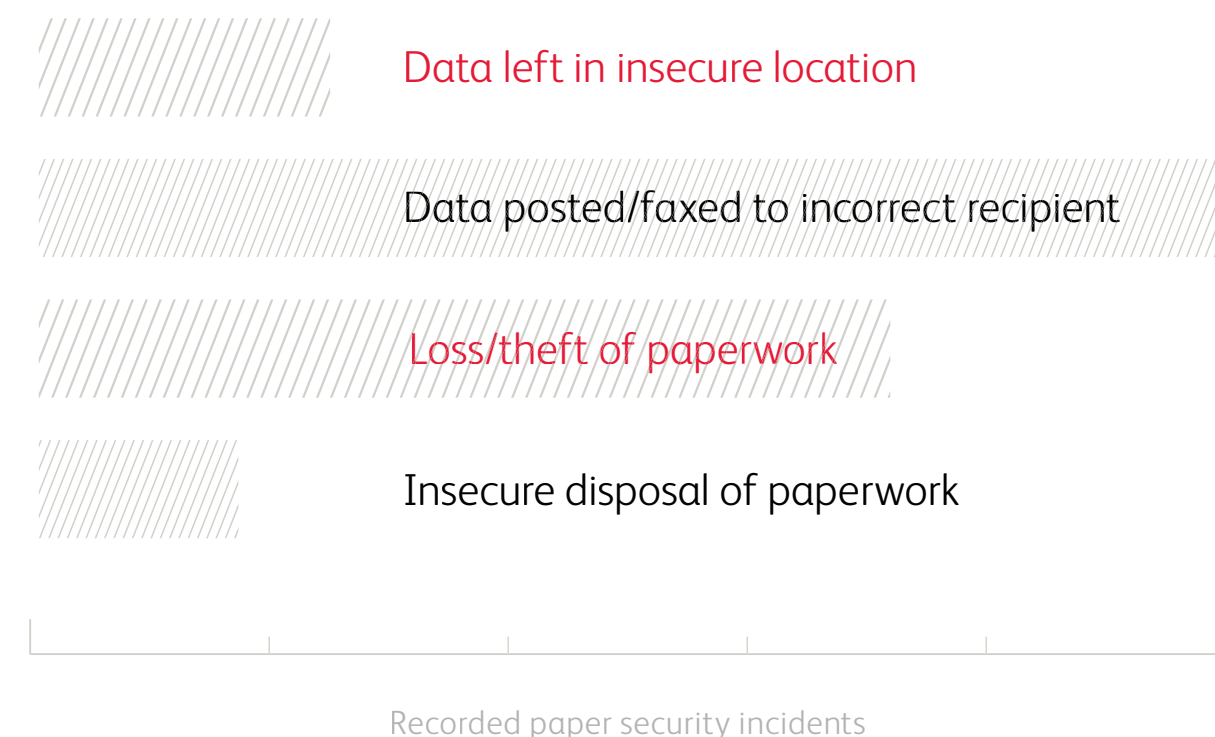 Data left in insecure location
Data posted/faxed to incorrect recipient
Loss/theft of paperwork
Insecure disposal of paperwork
Recorded paper security incidents